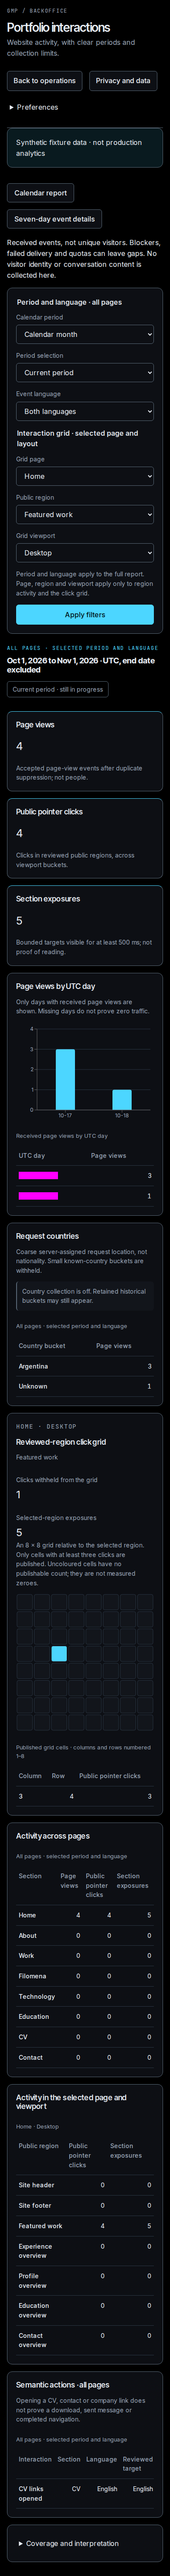 GMP / BACKOFFICE
Portfolio interactions
Website activity, with clear periods and
collection limits.
Back to operations
Privacy and data
▶ Preferences
Synthetic fixture data · not production
analytics
Calendar report
Seven-day event details
Received events, not unique visitors. Blockers,
failed delivery and quotas can leave gaps. No
visitor identity or conversation content is
collected here.
Period and language · all pages
Calendar period
Calendar month
Period selection
Current period
Event language
Both languages
Interaction grid · selected page and
layout
Grid page
Home
Public region
Featured work
Grid viewport
Desktop
Period and language apply to the full report.
Page, region and viewport apply only to region
activity and the click grid.
Apply filters
ALL PAGES · SELECTED PERIOD AND LANGUAGE
Oct 1, 2026 to Nov 1, 2026 · UTC, end date
excluded
Current period · still in progress
Page views
4
Accepted page-view events after duplicate
suppression; not people.
Public pointer clicks
4
Clicks in reviewed public regions, across
viewport buckets.
Section exposures
5
Bounded targets visible for at least 500 ms; not
proof of reading.
Page views by UTC day
Only days with received page views are
shown. Missing days do not prove zero traffic.
4
3
2
1
0
10-17
10-18
Received page views by UTC day
UTC day Page views
3
1
Request countries
Coarse server-assigned request location, not
nationality. Small known-country buckets are
withheld.
Country collection is off. Retained historical
buckets may still appear.
All pages · selected period and language
Country bucket Page views
Argentina 3
Unknown 1
HOME · DESKTOP
Reviewed-region click grid
Featured work
Clicks withheld from the grid
1
Selected-region exposures
5
An 8 × 8 grid relative to the selected region.
Only cells with at least three clicks are
published. Uncoloured cells have no
publishable count; they are not measured
zeroes.
Published grid cells · columns and rows numbered
1–8
Column Row Public pointer clicks
3 4 3
Activity across pages
All pages · selected period and language
Section Page views Public pointer clicks Section exposures
Home 4 4 5
About 0 0 0
Work 0 0 0
Filomena 0 0 0
Technology 0 0 0
Education 0 0 0
CV 0 0 0
Contact 0 0 0
Activity in the selected page and
viewport
Home · Desktop
Public region Public pointer clicks Section exposures
Site header 0 0
Site footer 0 0
Featured work 4 5
Experience overview 0 0
Profile overview 0 0
Education overview 0 0
Contact overview 0 0
Semantic actions · all pages
Opening a CV, contact or company link does
not prove a download, sent message or
completed navigation.
All pages · selected period and language
Interaction Section Language Reviewed target
CV links opened CV English English
▶ Coverage and interpretation